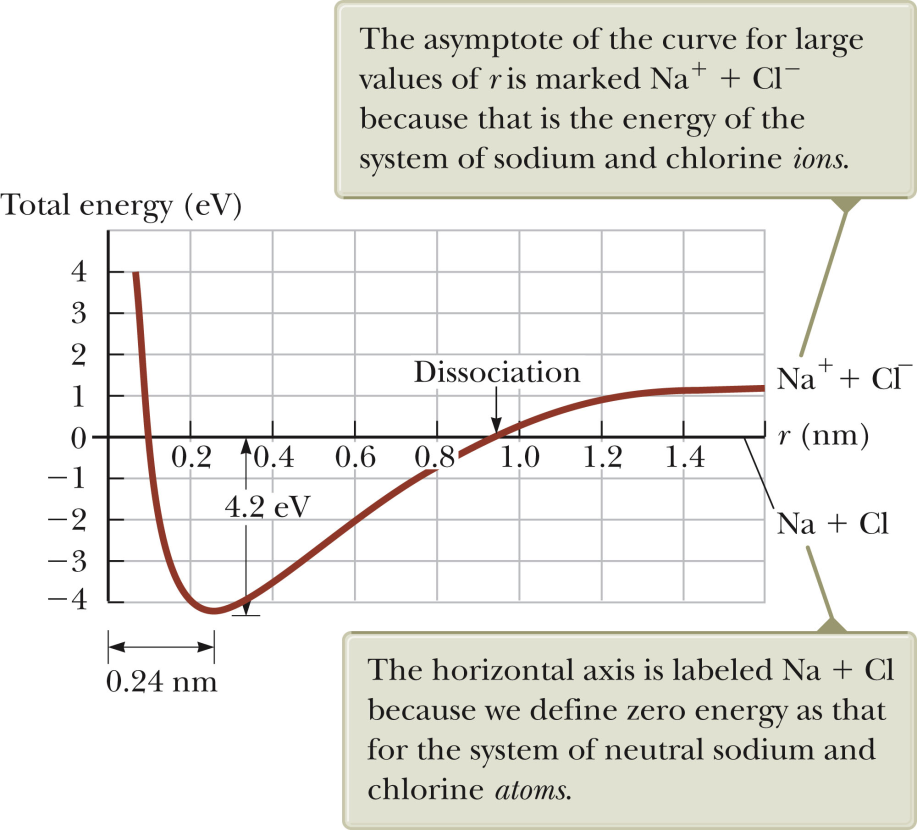 The asymptote of the curve for large
values of r is marked Na⁺ + Cl⁻
because that is the energy of the
system of sodium and chlorine ions.
Total energy (eV)
4
3
2
1
0
−1
−2
−3
−4
Dissociation
Na⁺ + Cl⁻
r (nm)
0.2 0.4 0.6 0.8 1.0 1.2 1.4
4.2 eV
Na + Cl
0.24 nm
The horizontal axis is labeled Na + Cl
because we define zero energy as that
for the system of neutral sodium and
chlorine atoms.